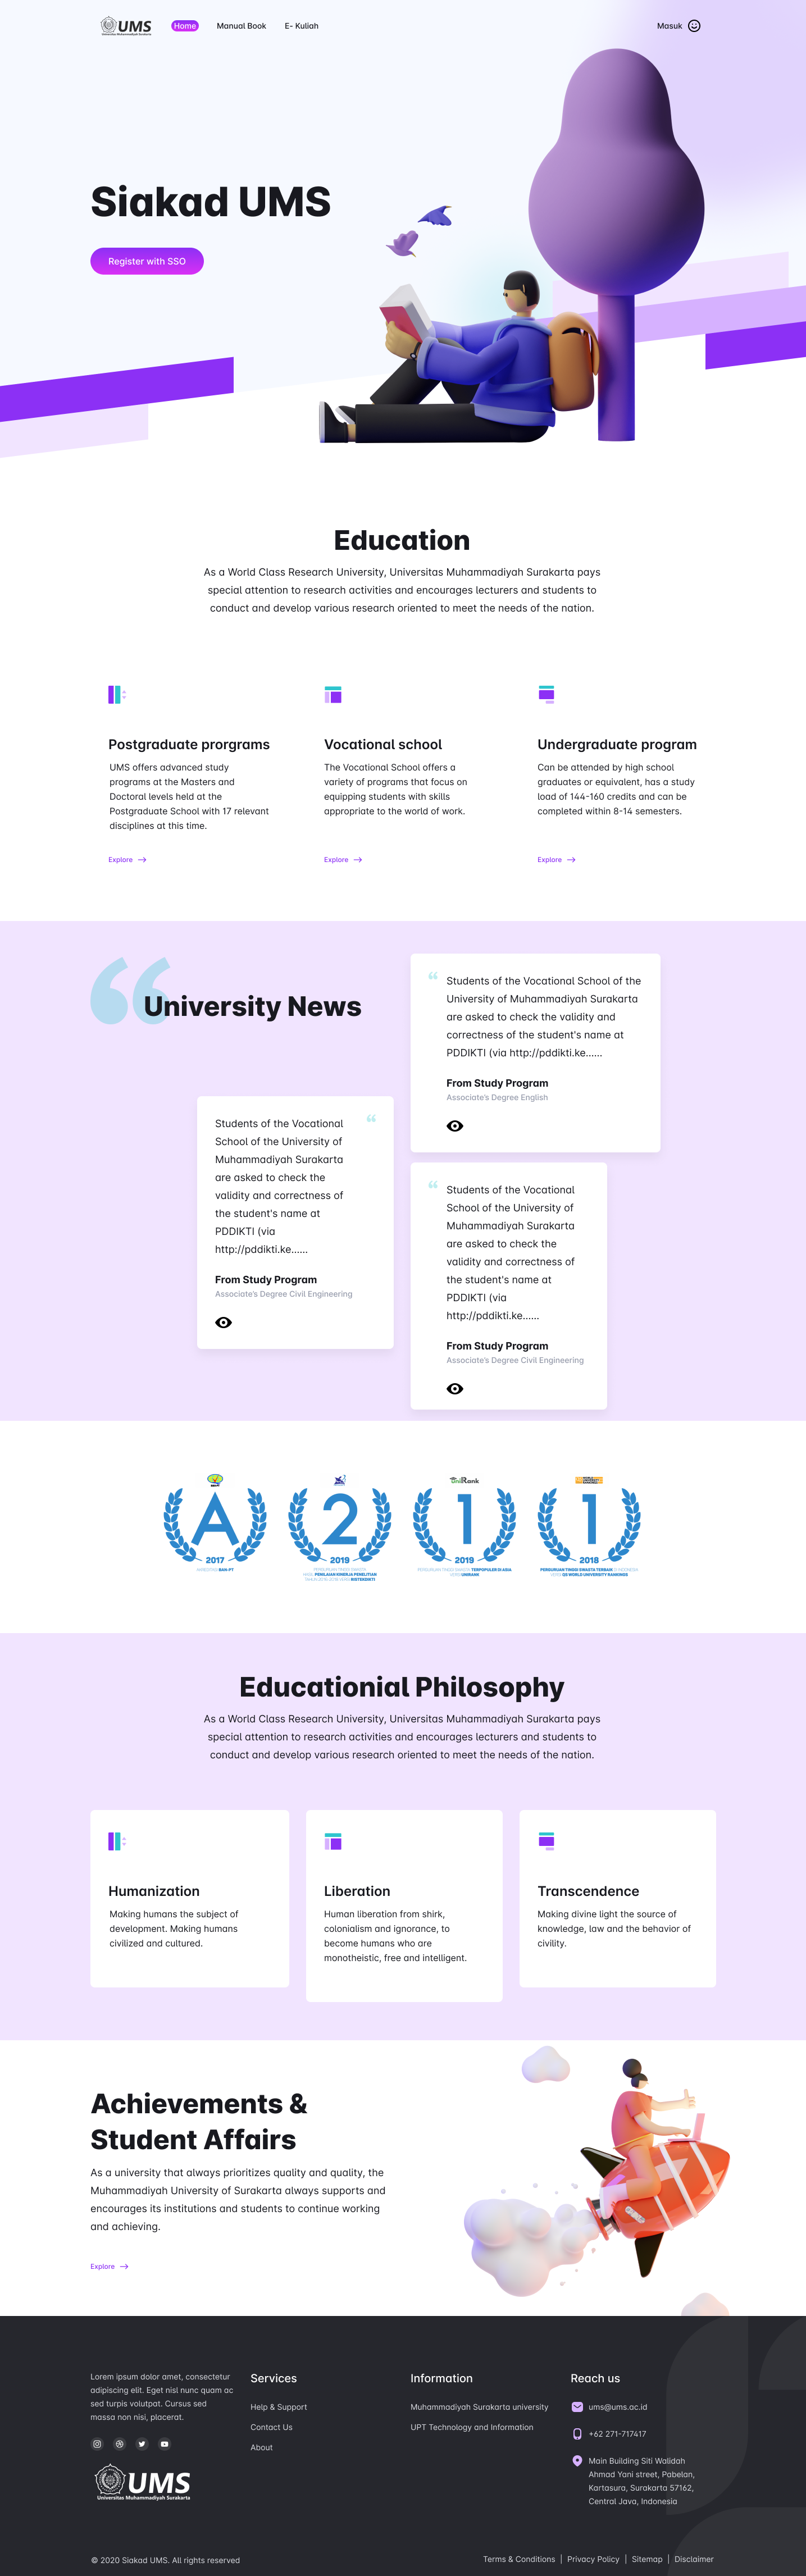 UMS
Universitas Muhammadiyah Surakarta
Home
Manual Book
E- Kuliah
Masuk
Siakad UMS
Register with SSO
Education
As a World Class Research University, Universitas Muhammadiyah Surakarta pays
special attention to research activities and encourages lecturers and students to
conduct and develop various research oriented to meet the needs of the nation.
Postgraduate prorgrams
UMS offers advanced study
programs at the Masters and
Doctoral levels held at the
Postgraduate School with 17 relevant
disciplines at this time.
Explore
Vocational school
The Vocational School offers a
variety of programs that focus on
equipping students with skills
appropriate to the world of work.
Explore
Undergraduate program
Can be attended by high school
graduates or equivalent, has a study
load of 144-160 credits and can be
completed within 8-14 semesters.
Explore
“
University News
“
Students of the Vocational School of the
University of Muhammadiyah Surakarta
are asked to check the validity and
correctness of the student's name at
PDDIKTI (via http://pddikti.ke......
From Study Program
Associate's Degree English
“
Students of the Vocational
School of the University of
Muhammadiyah Surakarta
are asked to check the
validity and correctness of
the student's name at
PDDIKTI (via
http://pddikti.ke......
From Study Program
Associate's Degree Civil Engineering
“
Students of the Vocational
School of the University of
Muhammadiyah Surakarta
are asked to check the
validity and correctness of
the student's name at
PDDIKTI (via
http://pddikti.ke......
From Study Program
Associate's Degree Civil Engineering
A
2017
AKREDITASI BAN-PT
2
2019
PERGURUAN TINGGI SWASTA
HASIL PENILAIAN KINERJA PENELITIAN
uniRank
1
2019
PERGURUAN TINGGI SWASTA TERPOPULER DI ASIA
VERSI UNIRANK
1
2018
PERGURUAN TINGGI SWASTA TERBAIK DI INDONESIA
VERSI QS WORLD UNIVERSITY RANKINGS
Educationial Philosophy
As a World Class Research University, Universitas Muhammadiyah Surakarta pays
special attention to research activities and encourages lecturers and students to
conduct and develop various research oriented to meet the needs of the nation.
Humanization
Making humans the subject of
development. Making humans
civilized and cultured.
Liberation
Human liberation from shirk,
colonialism and ignorance, to
become humans who are
monotheistic, free and intelligent.
Transcendence
Making divine light the source of
knowledge, law and the behavior of
civility.
Achievements &
Student Affairs
As a university that always prioritizes quality and quality, the
Muhammadiyah University of Surakarta always supports and
encourages its institutions and students to continue working
and achieving.
Explore
Lorem ipsum dolor amet, consectetur
adipiscing elit. Eget nisl nunc quam ac
sed turpis volutpat. Cursus sed
massa non nisi, placerat.
UMS
Universitas Muhammadiyah Surakarta
Services
Help & Support
Contact Us
About
Information
Muhammadiyah Surakarta university
UPT Technology and Information
Reach us
ums@ums.ac.id
+62 271-717417
Main Building Siti Walidah
Ahmad Yani street, Pabelan,
Kartasura, Surakarta 57162,
Central Java, Indonesia
© 2020 Siakad UMS. All rights reserved
Terms & Conditions | Privacy Policy | Sitemap | Disclaimer